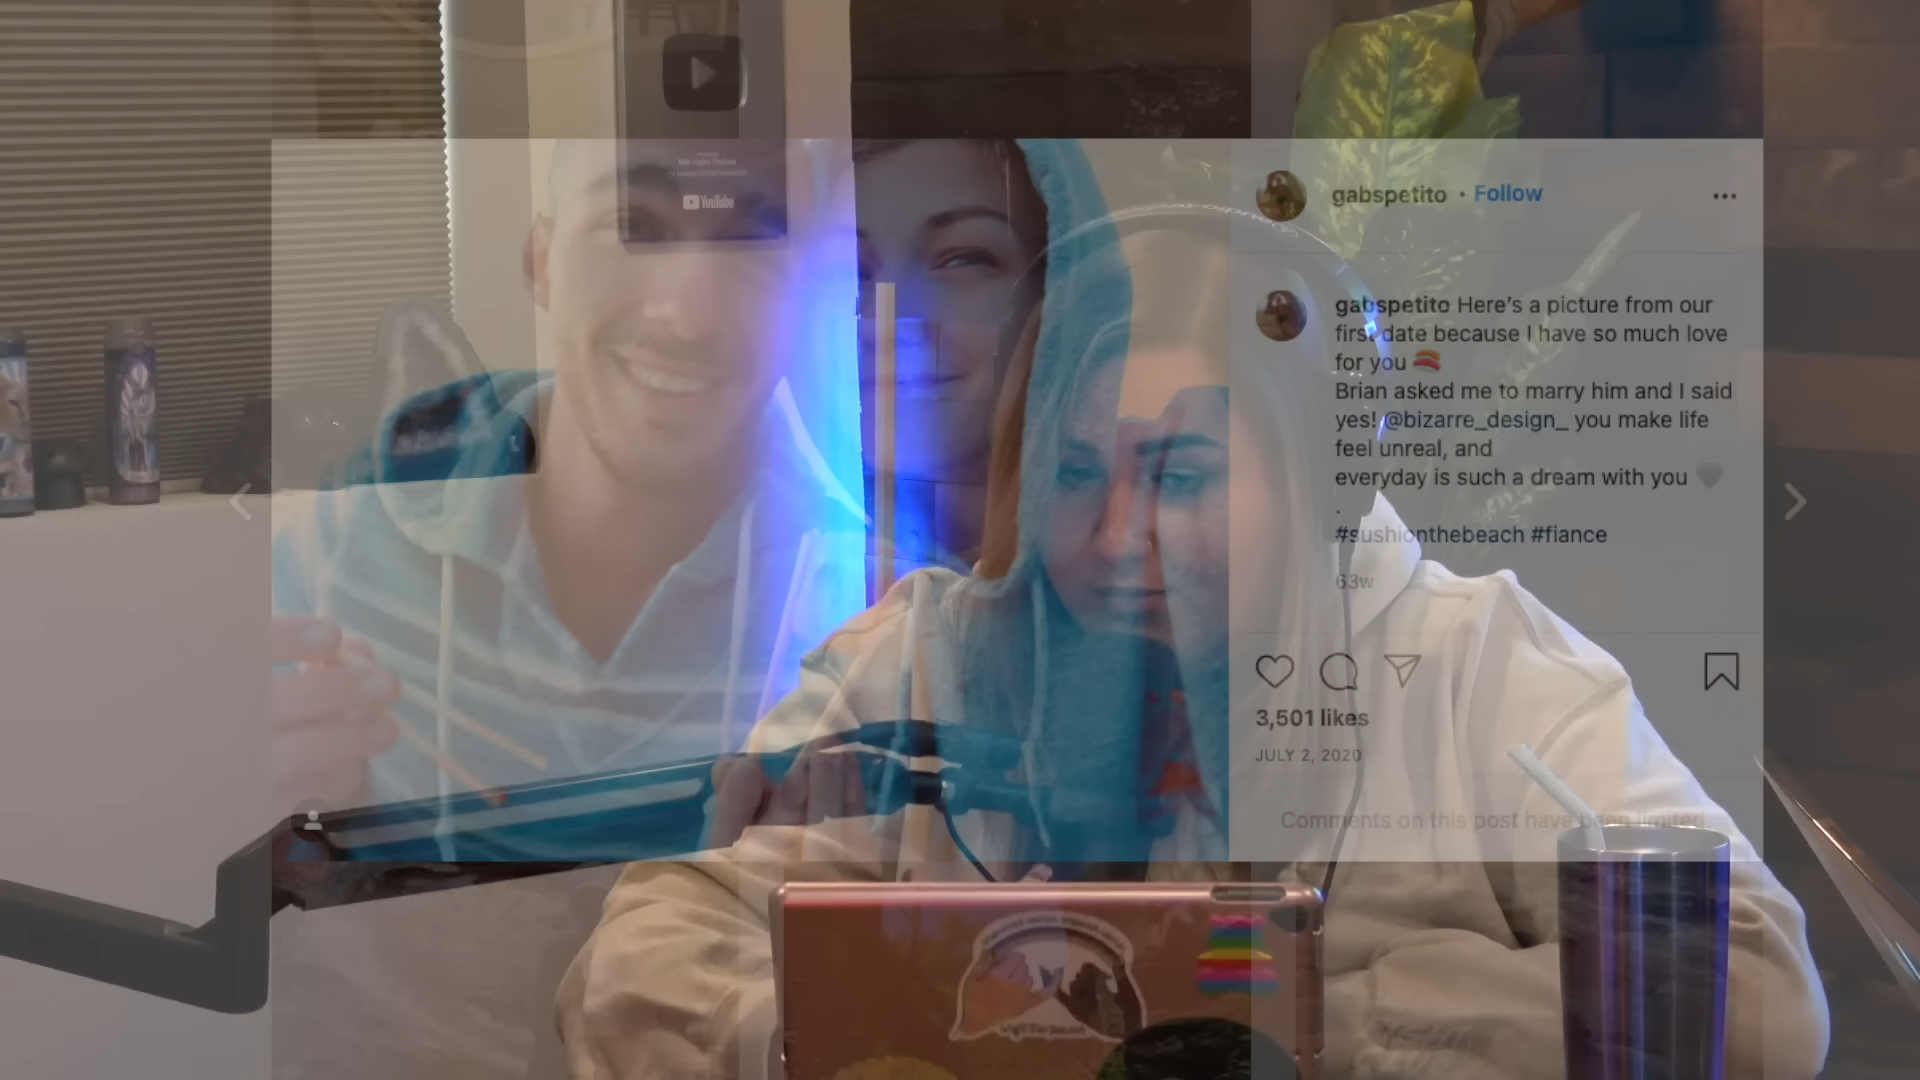 YouTube
gabspetito • Follow
gabspetito Here's a picture from our
first date because I have so much love
for you
Brian asked me to marry him and I said
yes! @bizarre_design_ you make life
feel unreal, and
everyday is such a dream with you 🖤
.
#sushionthebeach #fiance
63w
3,501 likes
JULY 2, 2020
Comments on this post have been limited.